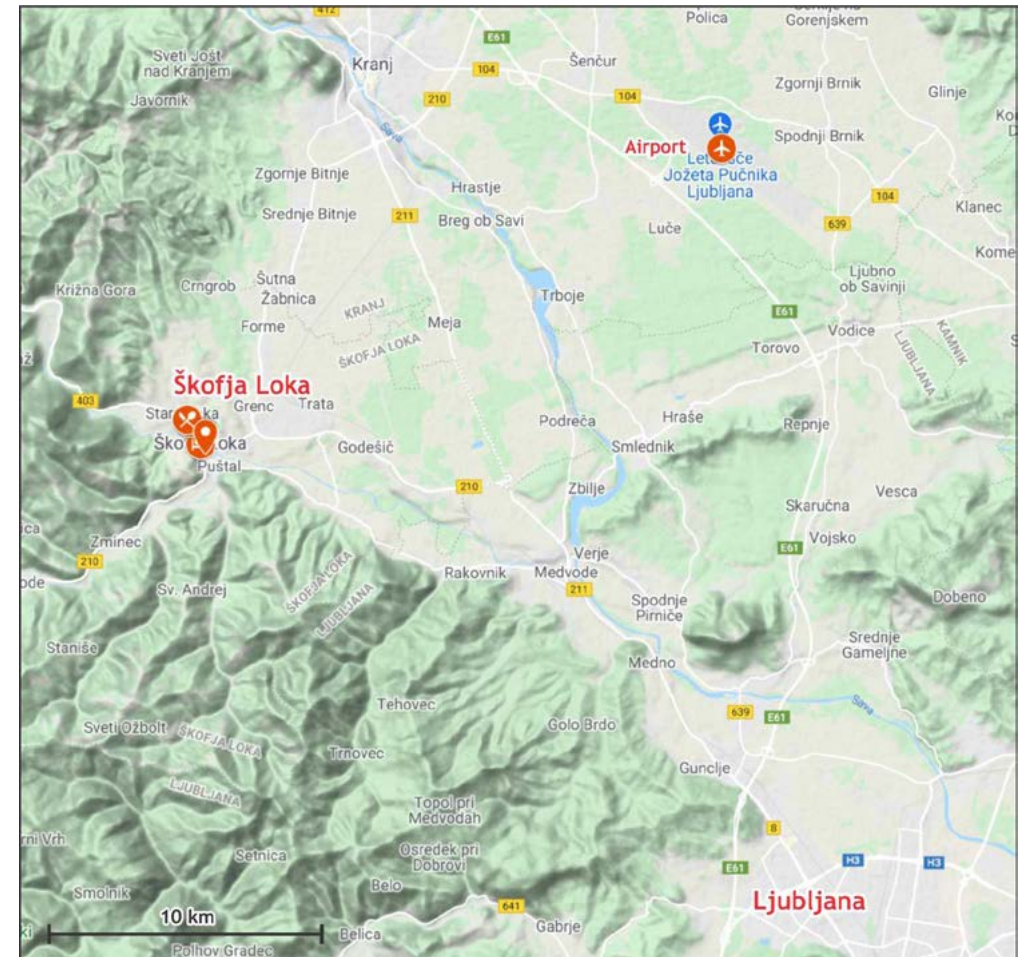 412
Polica
Gorenjskem
E61
Sveti Jošt
nad Kranjem
Kranj
104
Šenčur
Javornik
210
104
Zgornji Brnik
Glinje
Sava
Airport
Spodnji Brnik
Jožeta Pučnika
Ljubljana
Zgornje Bitnje
Hrastje
104
Srednje Bitnje
211
Breg ob Savi
Klanec
Luče
639
Križna Gora
Crngrob
Šutna
Žabnica
Trboje
Ljubno
ob Savinji
KRANJ
E61
Forme
Meja
Vodice
KAMNIK
LJUBLJANA
ŠKOFJA LOKA
Torovo
Škofja Loka
403
Grenc
Trata
Podreča
Hraše
Repnje
Godešič
Smlednik
Puštal
210
Zbilje
Vesca
Skaručna
Zminec
E61
Vojsko
210
Verje
Rakovnik
Medvode
Sv. Andrej
ŠKOFJA LOKA
LJUBLJANA
211
Spodnje
Pirniče
Dobeno
Staniše
Srednje
Gameljne
Medno
Tehovec
Sava
639
E61
Sveti Ožbolt
ŠKOFJA LOKA
Golo Brdo
Trnovec
Gunclje
LJUBLJANA
Topol pri
Medvodah
8
Osredek pri
Dobrovi
Setnica
H3
H3
E61
Belo
Smolnik
Ljubljana
641
10 km
Gabrje
Belica
Polhov Gradec